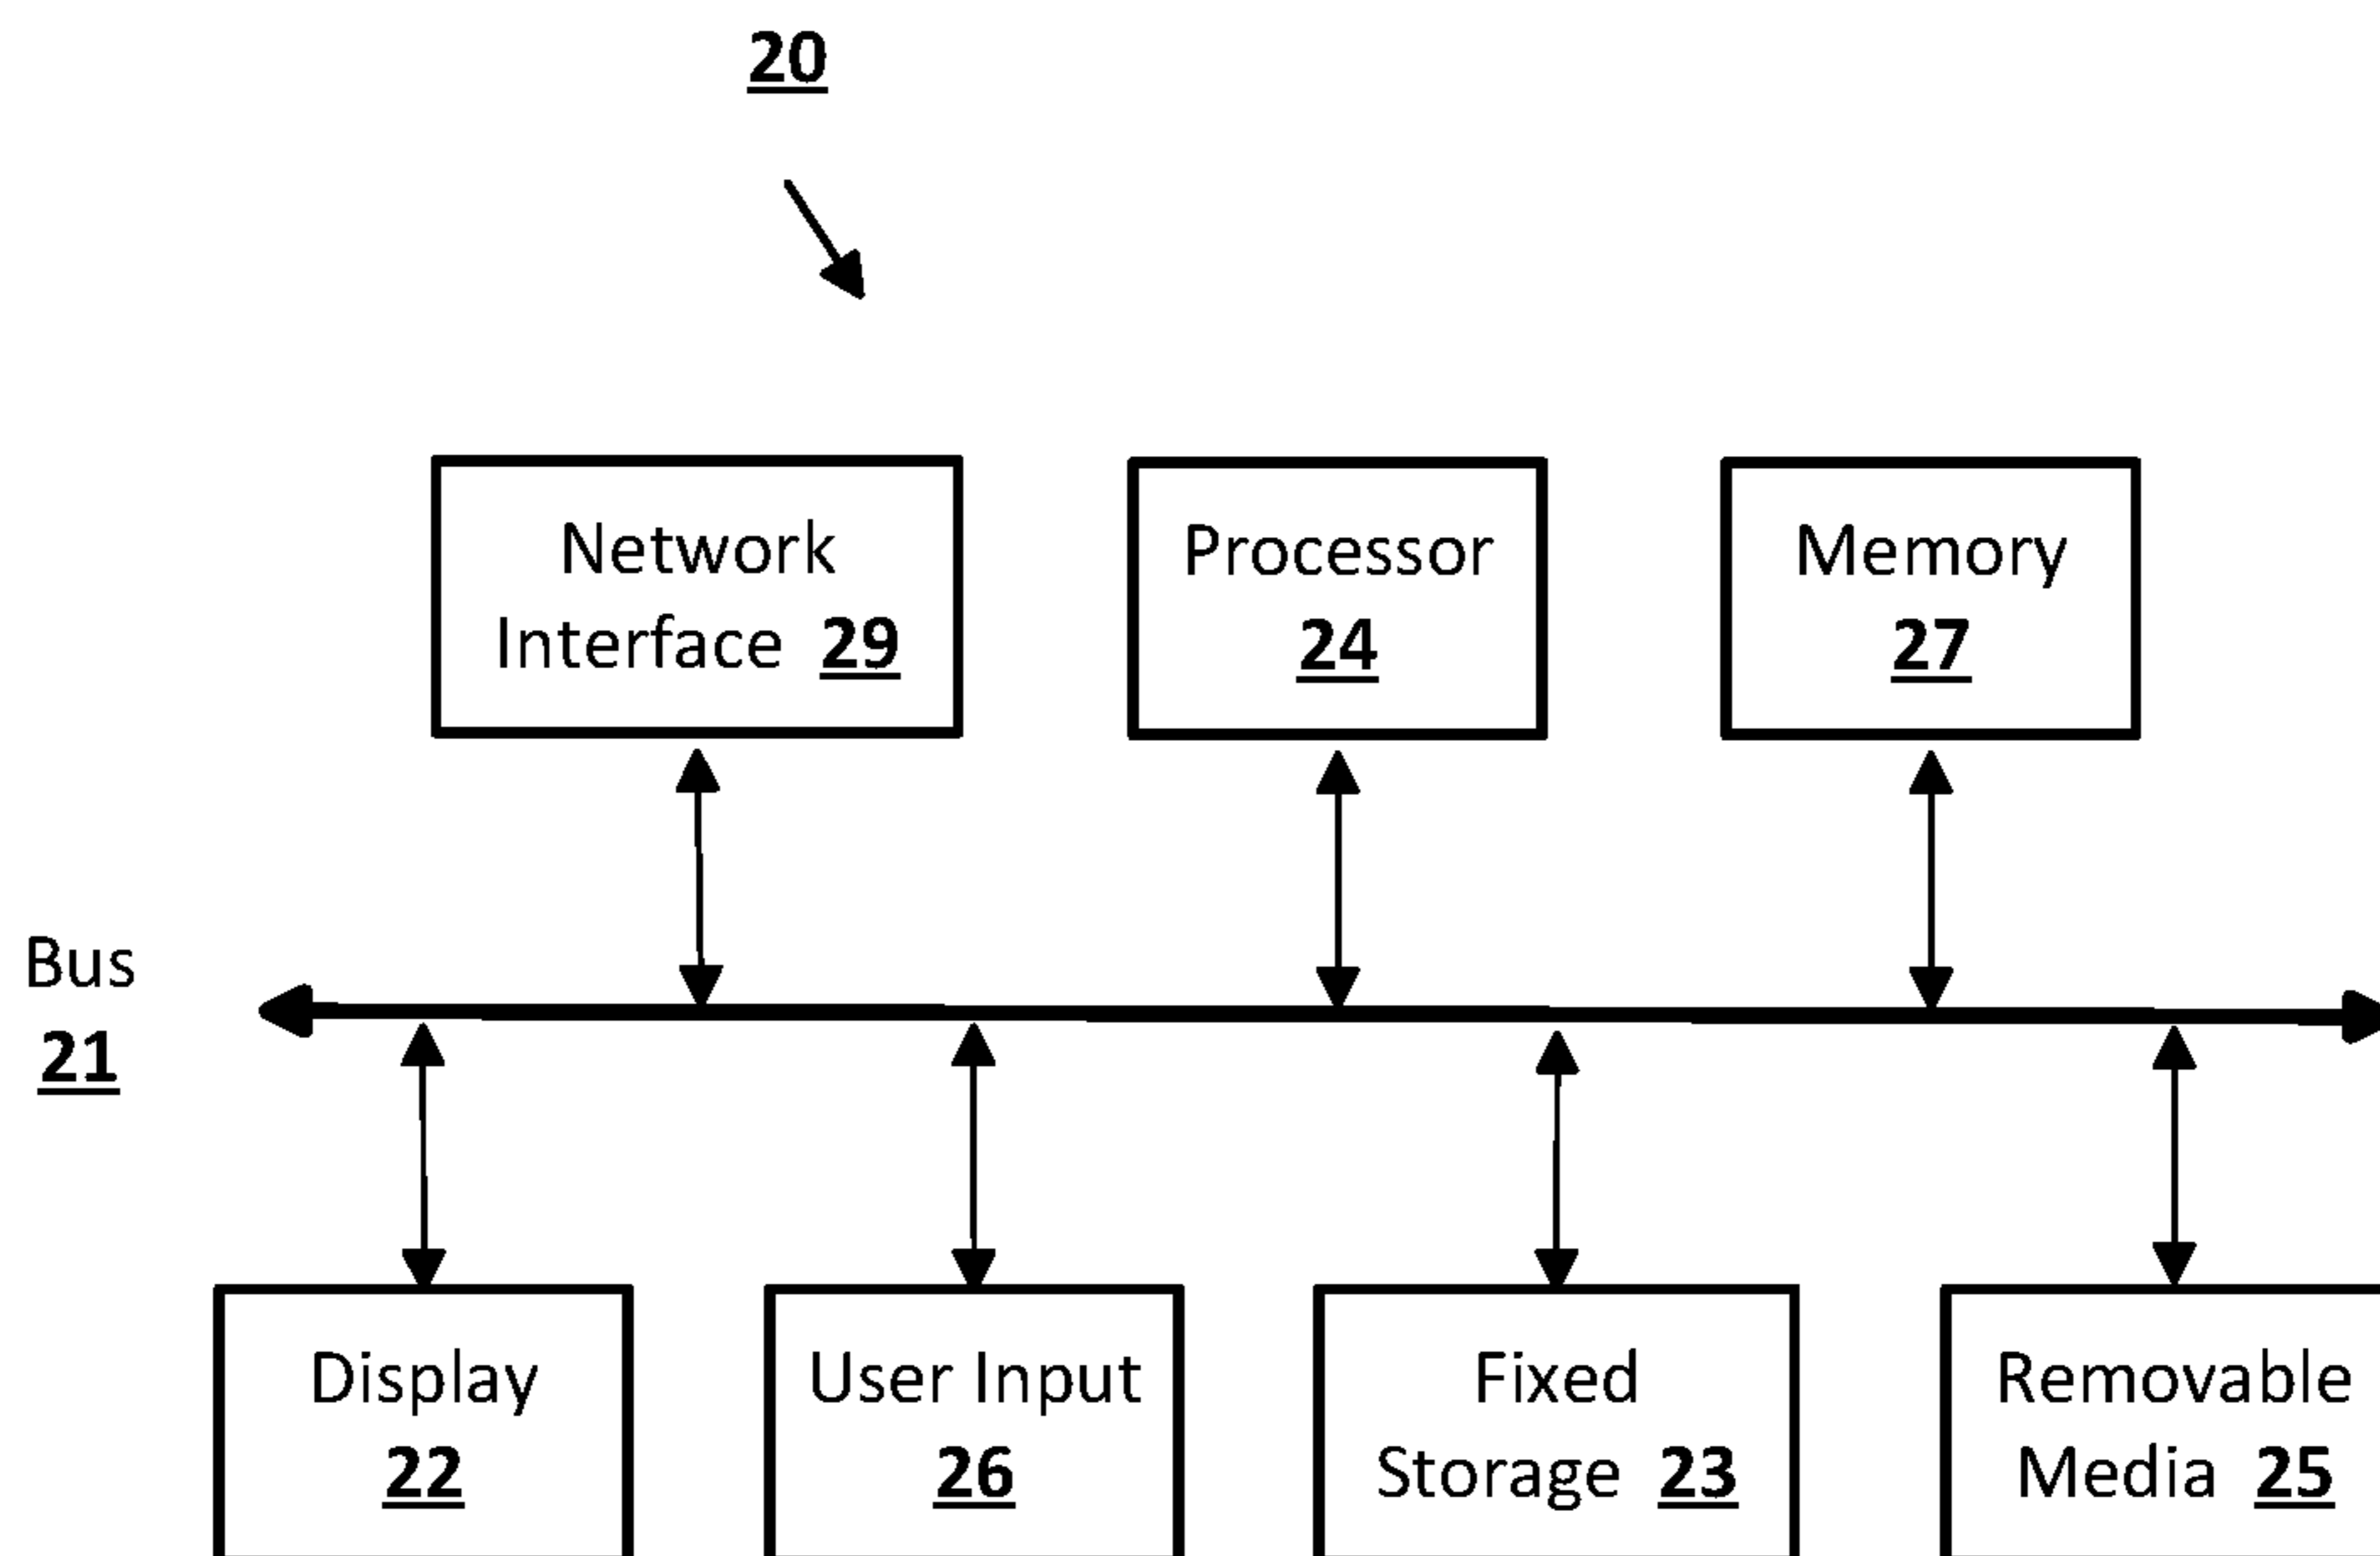 20
Network
Interface 29
Processor
24
Memory
27
Bus
21
Display
22
User Input
26
Fixed
Storage 23
Removable
Media 25